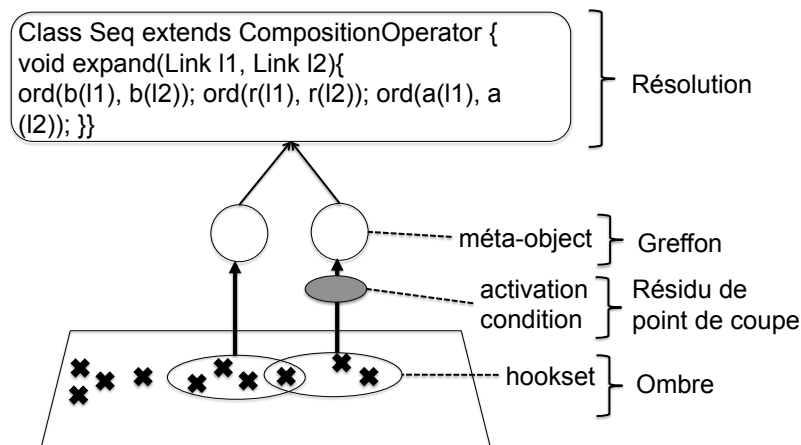 Class Seq extends CompositionOperator {
void expand(Link l1, Link l2){
ord(b(l1), b(l2)); ord(r(l1), r(l2)); ord(a(l1), a
(l2)); }}
Résolution
méta-object
Greffon
activation
condition
Résidu de
point de coupe
hookset
Ombre